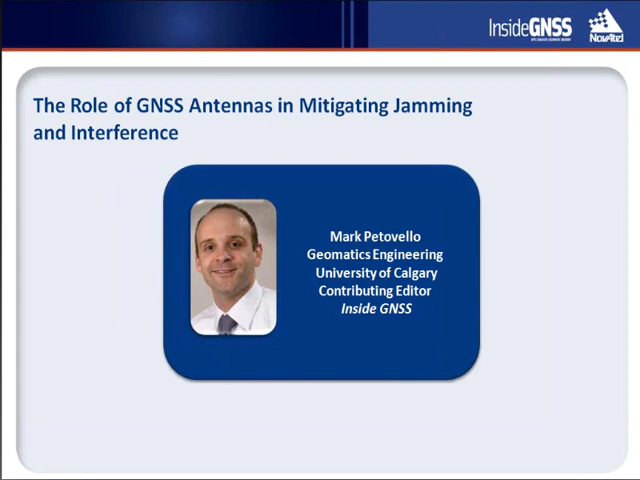 InsideGNSS
NovAtel
The Role of GNSS Antennas in Mitigating Jamming
and Interference
Mark Petovello
Geomatics Engineering
University of Calgary
Contributing Editor
Inside GNSS